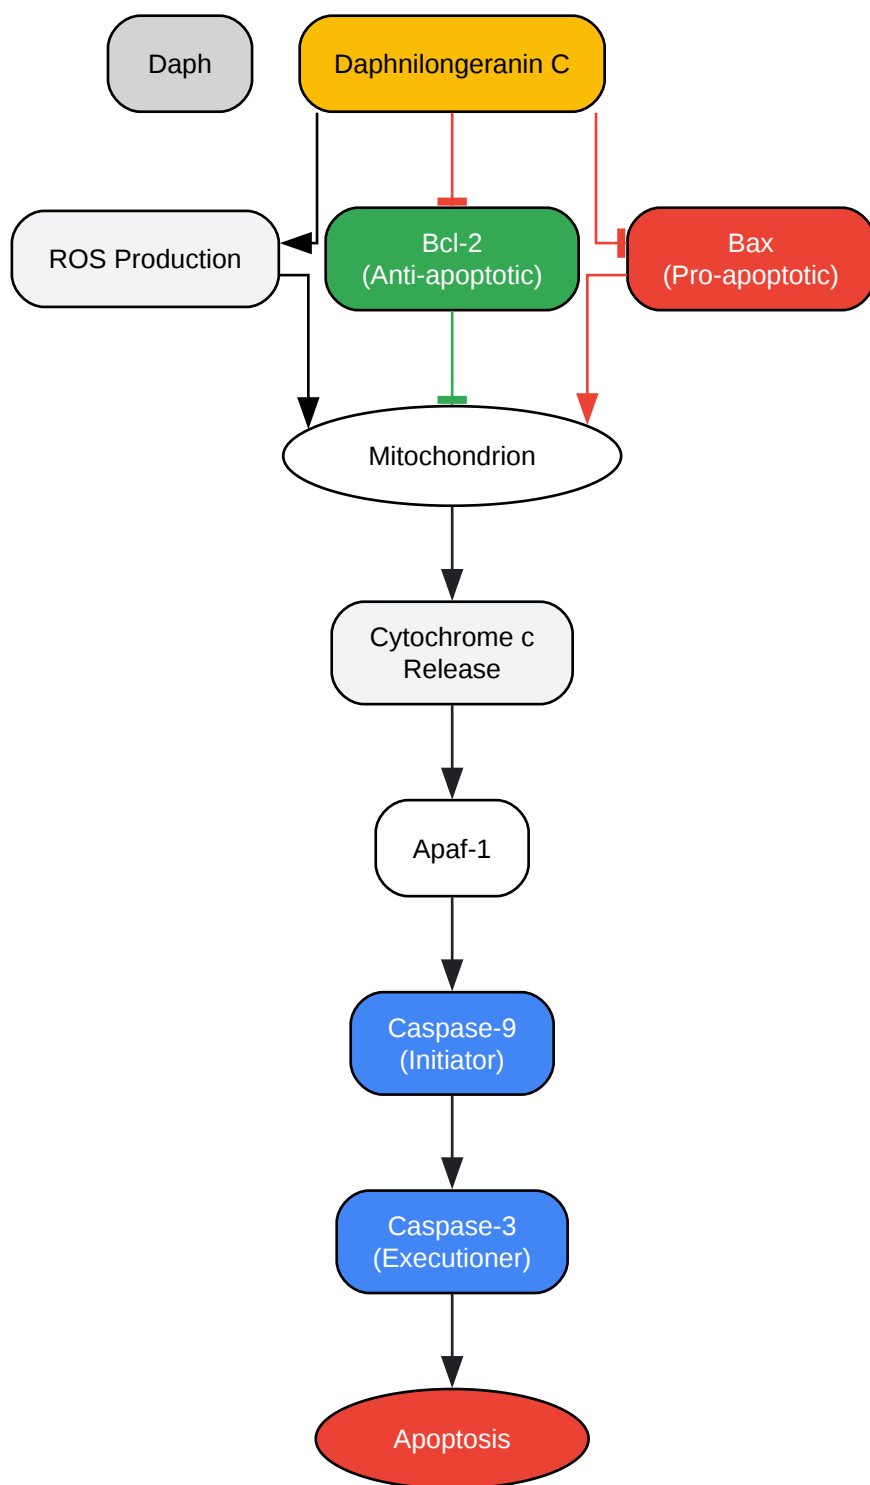 Daph
Daphnilongeranin C
ROS Production
Bcl-2
(Anti-apoptotic)
Bax
(Pro-apoptotic)
Mitochondrion
Cytochrome c
Release
Apaf-1
Caspase-9
(Initiator)
Caspase-3
(Executioner)
Apoptosis